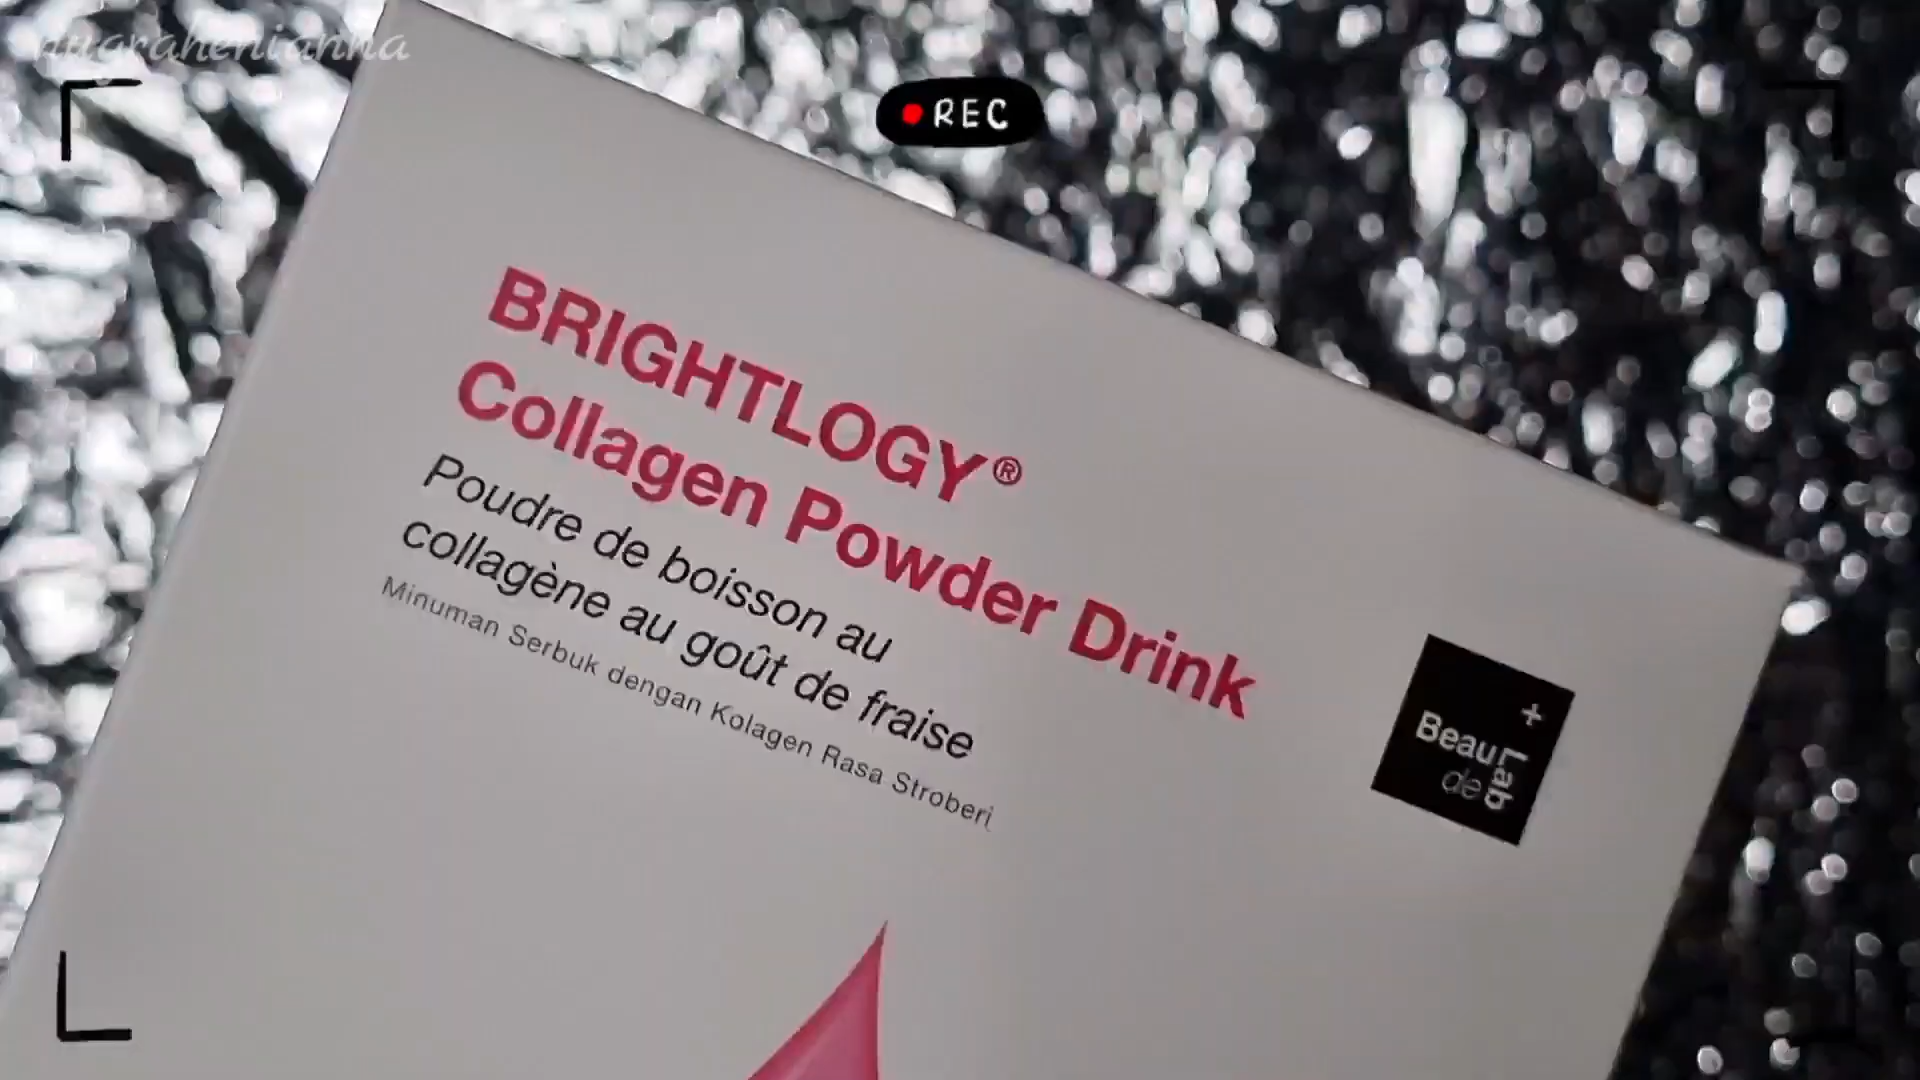 nugrahenianna
REC
BRIGHTLOGY®
Collagen Powder Drink
Poudre de boisson au
collagène au goût de fraise
Minuman Serbuk dengan Kolagen Rasa Stroberi
+
Beau
de
Lab